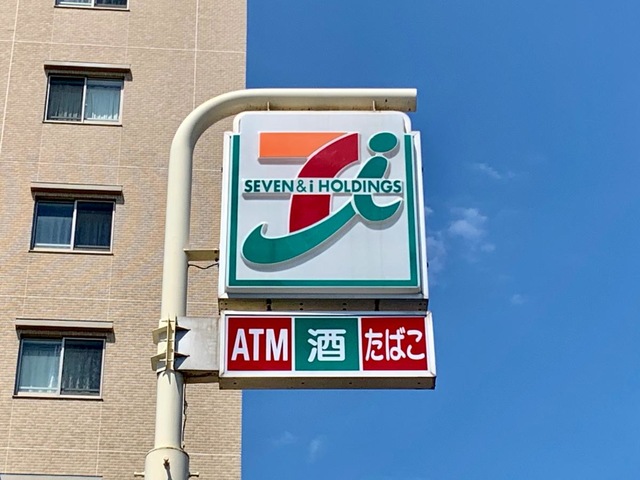 SEVEN & i HOLDINGS
ATM 酒 たばこ